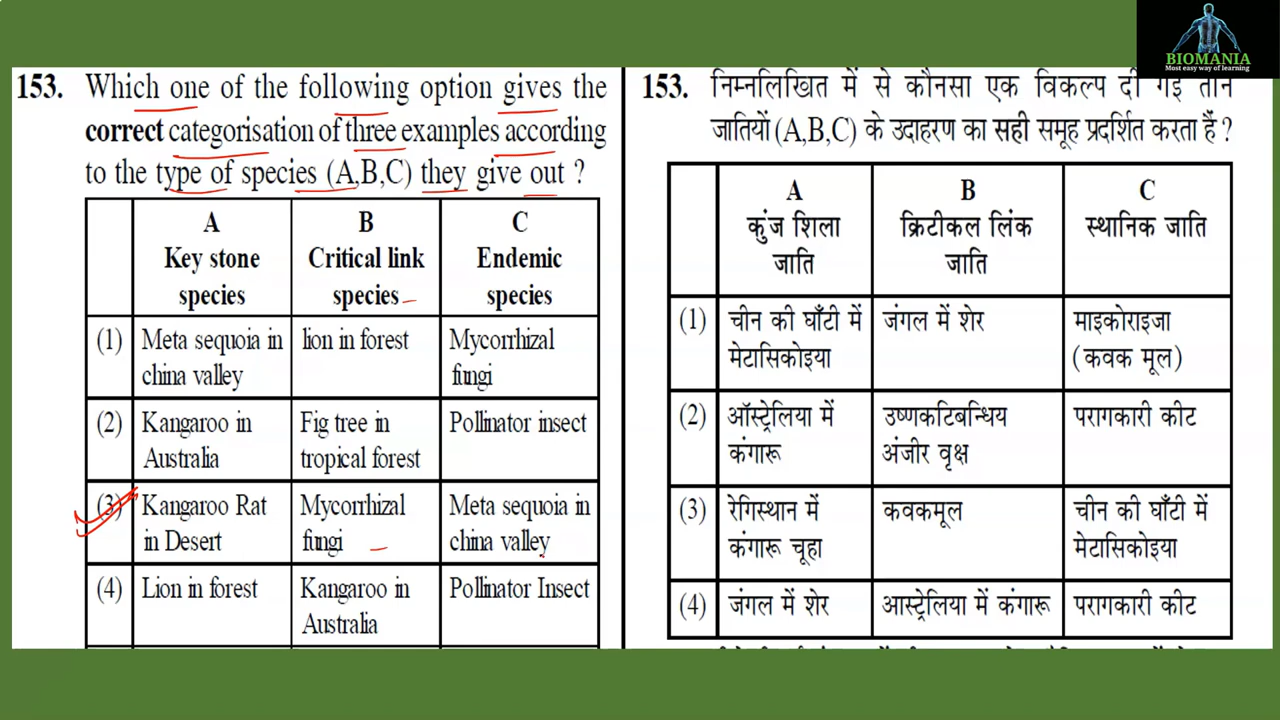 BIOMANIA
Most easy way of learning
153. Which one of the following option gives the
correct categorisation of three examples according
to the type of species (A,B,C) they give out ?
A
Key stone
species
B
Critical link
species
C
Endemic
species
(1) Meta sequoia in
china valley
lion in forest
Mycorrhizal
fungi
(2) Kangaroo in
Australia
Fig tree in
tropical forest
Pollinator insect
(3) Kangaroo Rat
in Desert
Mycorrhizal
fungi
Meta sequoia in
china valley
(4) Lion in forest
Kangaroo in
Australia
Pollinator Insect
153. निम्नलिखित में से कौनसा एक विकल्प दी गई तीन
जातियों (A,B,C) के उदाहरण का सही समूह प्रदर्शित करता हैं ?
A
कुंज शिला
जाति
B
क्रिटीकल लिंक
जाति
C
स्थानिक जाति
(1) चीन की घाँटी में
मेटासिकोइया
जंगल में शेर
माइकोराइजा
(कवक मूल)
(2) ऑस्ट्रेलिया में
कंगारू
उष्णकटिबन्धिय
अंजीर वृक्ष
परागकारी कीट
(3) रेगिस्थान में
कंगारू चूहा
कवकमूल
चीन की घाँटी में
मेटासिकोइया
(4) जंगल में शेर
आस्ट्रेलिया में कंगारू
परागकारी कीट